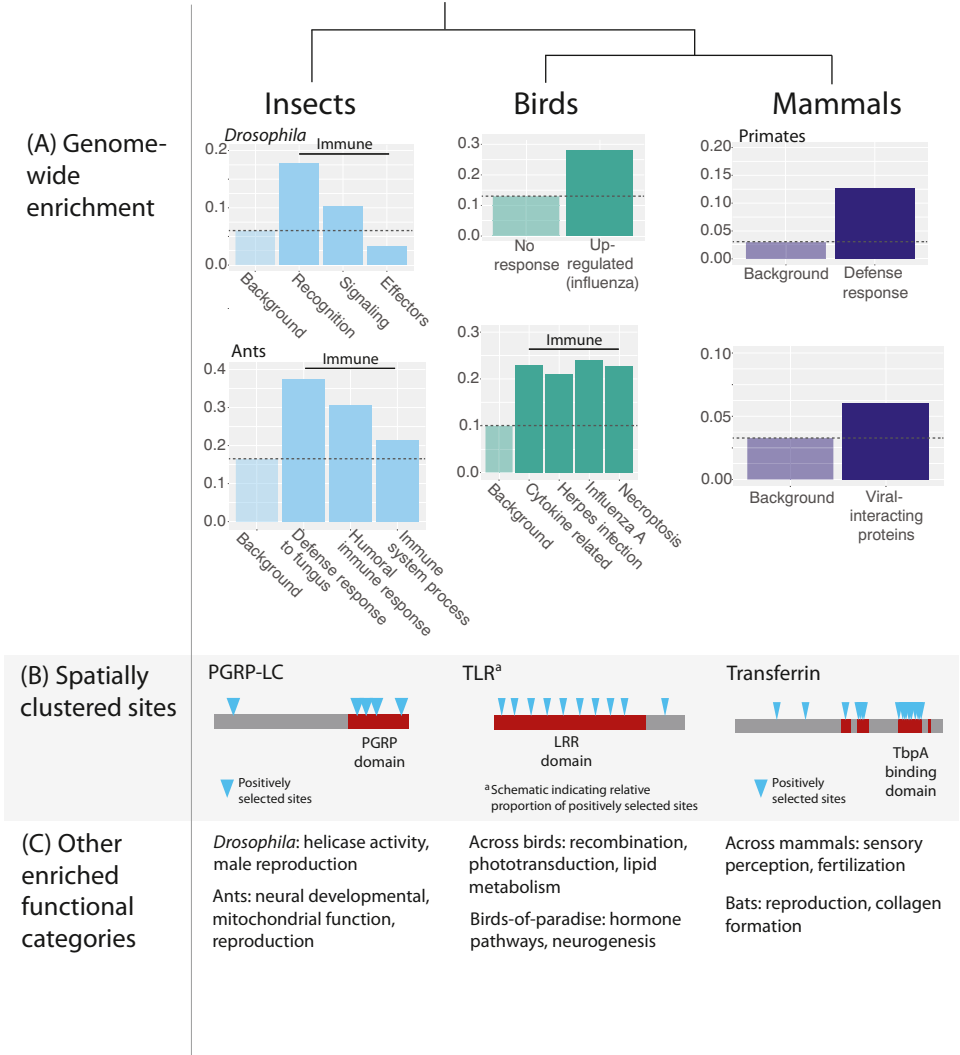 Insects
Birds
Mammals
(A) Genome-
wide
enrichment
Drosophila
Immune
0.2
0.1
0.0
Background
Recognition
Signaling
Effectors
Ants
Immune
0.4
0.3
0.2
0.1
0.0
Background
Defense response
to fungus
Humoral
immune response
Immune
system process
0.3
0.2
0.1
0.0
No
response
Up-
regulated
(influenza)
Immune
0.3
0.2
0.1
0.0
Background
Cytokine related
Herpes infection
Influenza A
Necroptosis
Primates
0.20
0.15
0.10
0.05
0.00
Background
Defense
response
0.10
0.05
0.00
Background
Viral-
interacting
proteins
(B) Spatially
clustered sites
PGRP-LC
PGRP
domain
Positively
selected sites
TLRa
LRR
domain
a Schematic indicating relative
proportion of positively selected sites
Transferrin
TbpA
binding
domain
Positively
selected sites
(C) Other
enriched
functional
categories
Drosophila: helicase activity,
male reproduction
Ants: neural developmental,
mitochondrial function,
reproduction
Across birds: recombination,
phototransduction, lipid
metabolism
Birds-of-paradise: hormone
pathways, neurogenesis
Across mammals: sensory
perception, fertilization
Bats: reproduction, collagen
formation